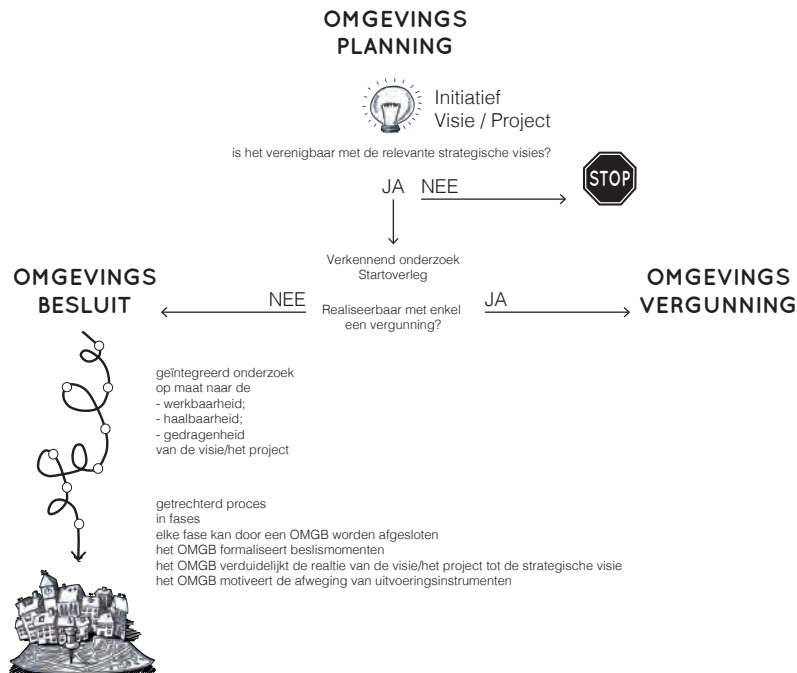 OMGEVINGS
PLANNING
Initiatief
Visie / Project
is het verenigbaar met de relevante strategische visies?
JA NEE
STOP
Verkennend onderzoek
Startoverleg
OMGEVINGS
BESLUIT
NEE
Realiseerbaar met enkel
een vergunning?
JA
OMGEVINGS
VERGUNNING
geïntegreerd onderzoek
op maat naar de
- werkbaarheid;
- haalbaarheid;
- gedragenheid
van de visie/het project
getrechterd proces
in fases
elke fase kan door een OMGB worden afgesloten
het OMGB formaliseert beslismomenten
het OMGB verduidelijkt de realtie van de visie/het project tot de strategische visie
het OMGB motiveert de afweging van uitvoeringsinstrumenten